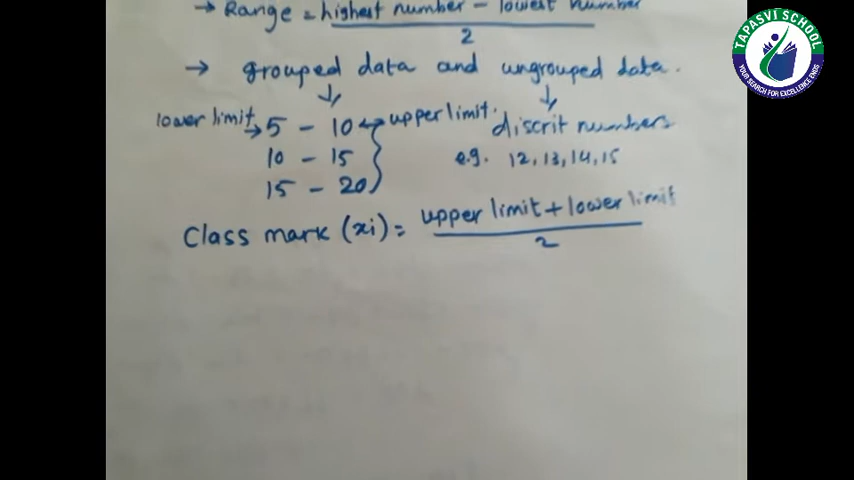 → Range = highest number - lowest number
2
→ grouped data and ungrouped data.
lower limit → 5 - 10 ← upper limit. discrit numbers
10 - 15 e.g. 12, 13, 14, 15
15 - 20
Class mark (xi) = upper limit + lower limit
2
TAPASVI SCHOOL
YOUR SEARCH FOR EXCELLENCE ENDS